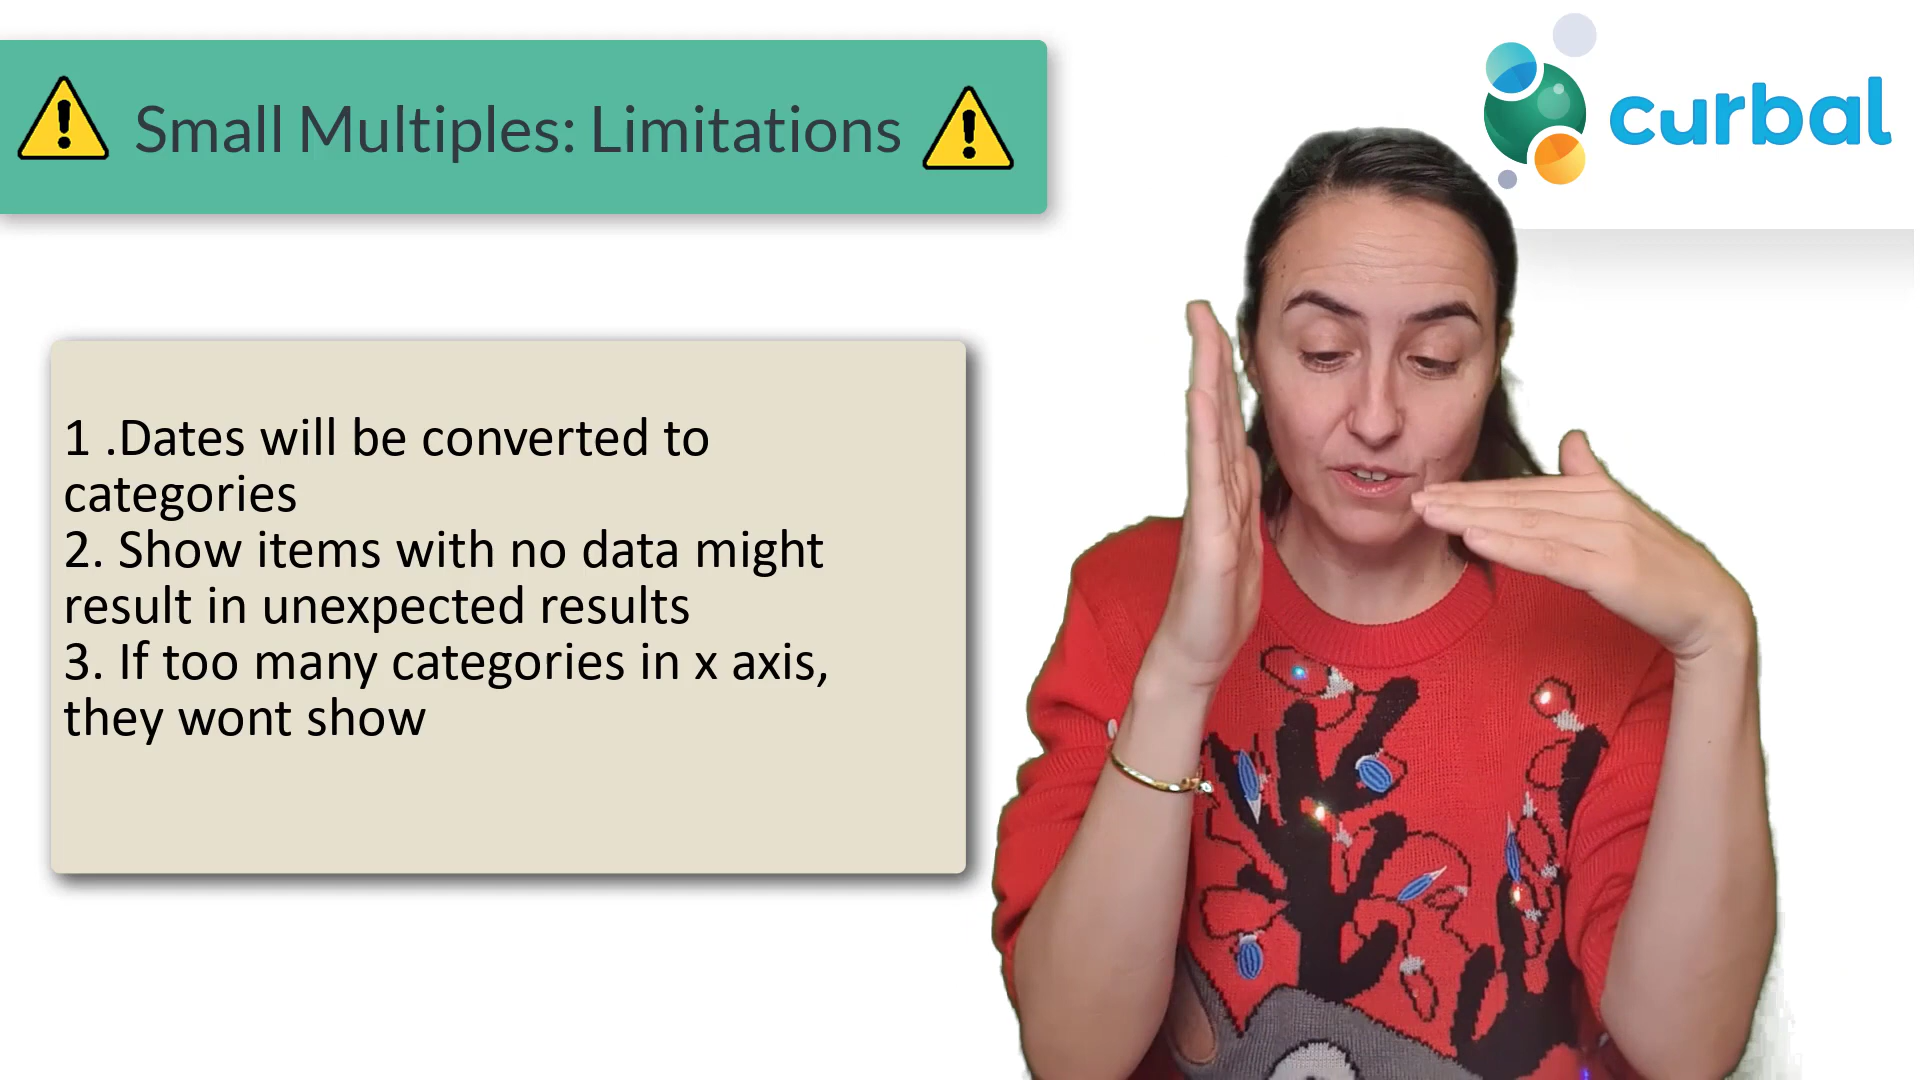 Small Multiples: Limitations
curbal
1 .Dates will be converted to
categories
2. Show items with no data might
result in unexpected results
3. If too many categories in x axis,
they wont show